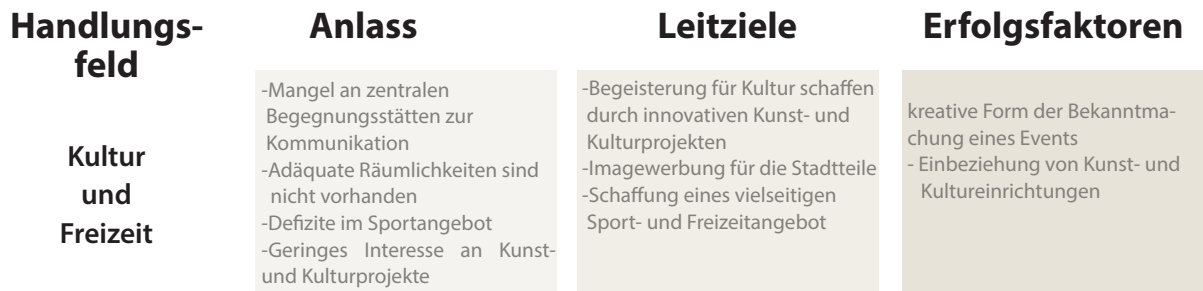 Handlungs-
feld
Anlass
Leitziele
Erfolgsfaktoren
Kultur
und
Freizeit
-Mangel an zentralen
Begegnungsstätten zur
Kommunikation
-Adäquate Räumlichkeiten sind
nicht vorhanden
-Defizite im Sportangebot
-Geringes Interesse an Kunst-
und Kulturprojekte
-Begeisterung für Kultur schaffen
durch innovativen Kunst- und
Kulturprojekten
-Imagewerbung für die Stadtteile
-Schaffung eines vielseitigen
Sport- und Freizeitangebot
kreative Form der Bekanntma-
chung eines Events
- Einbeziehung von Kunst- und
Kultureinrichtungen